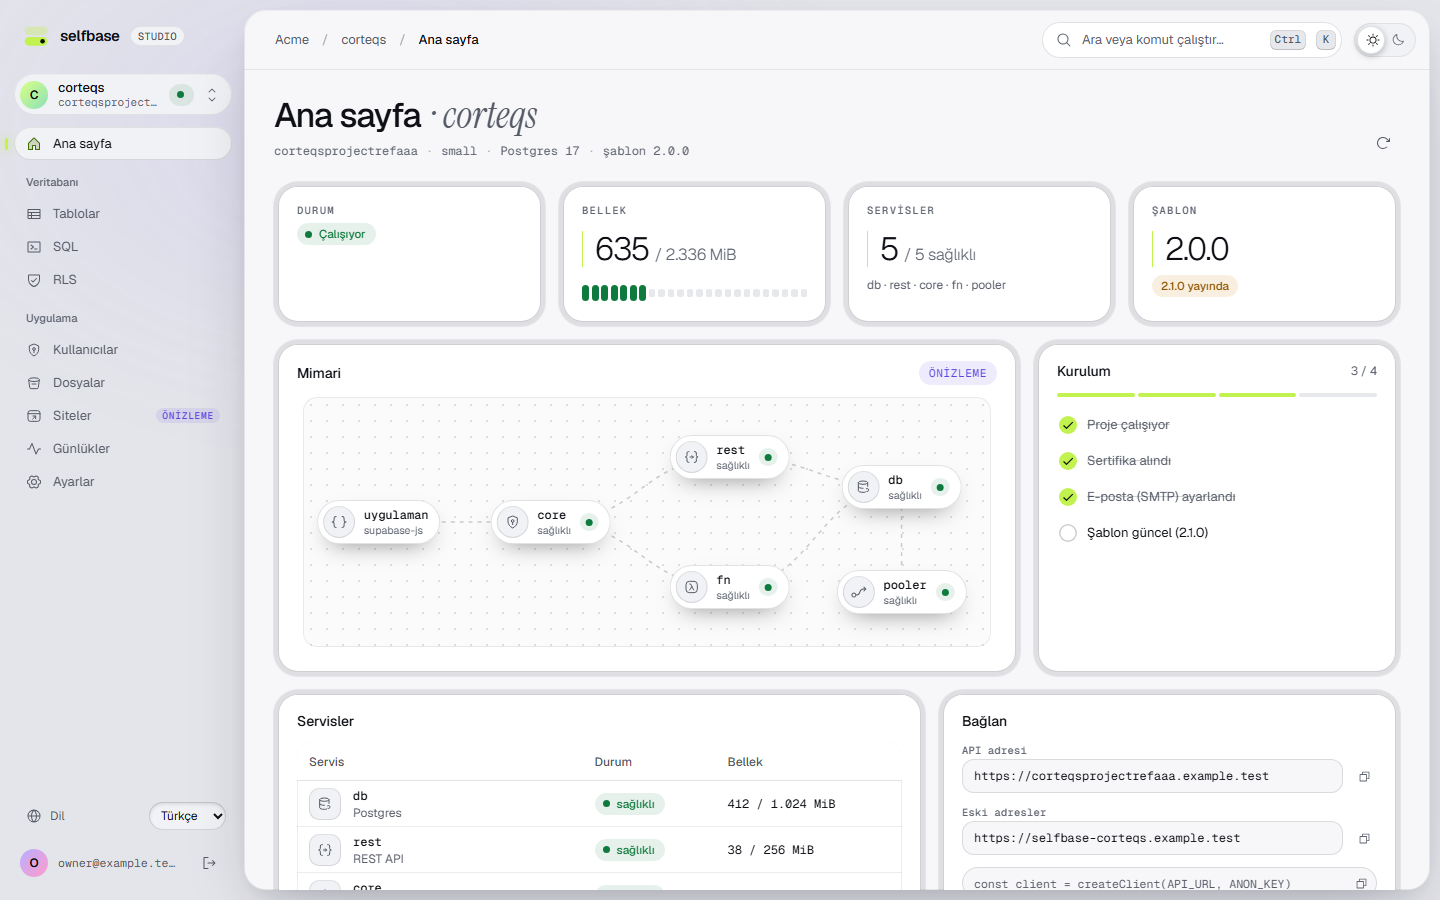 selfbase STUDIO
C corteqs
corteqsproject…
Ana sayfa
Veritabanı
Tablolar
SQL
RLS
Uygulama
Kullanıcılar
Dosyalar
Siteler ÖNİZLEME
Günlükler
Ayarlar
Dil Türkçe
O owner@example.te…
Acme / corteqs / Ana sayfa
Ara veya komut çalıştır… Ctrl K
Ana sayfa · corteqs
corteqsprojectrefaaa · small · Postgres 17 · şablon 2.0.0
DURUM
Çalışıyor
BELLEK
635 / 2.336 MiB
SERVİSLER
5 / 5 sağlıklı
db · rest · core · fn · pooler
ŞABLON
2.0.0
2.1.0 yayında
Mimari ÖNİZLEME
uygulaman
supabase-js
core
sağlıklı
rest
sağlıklı
fn
sağlıklı
db
sağlıklı
pooler
sağlıklı
Kurulum 3 / 4
Proje çalışıyor
Sertifika alındı
E-posta (SMTP) ayarlandı
Şablon güncel (2.1.0)
Servisler
Servis Durum Bellek
db
Postgres
sağlıklı
412 / 1.024 MiB
rest
REST API
sağlıklı
38 / 256 MiB
core
Bağlan
API adresi
https://corteqsprojectrefaaa.example.test
Eski adresler
https://selfbase-corteqs.example.test
const client = createClient(API_URL, ANON_KEY)